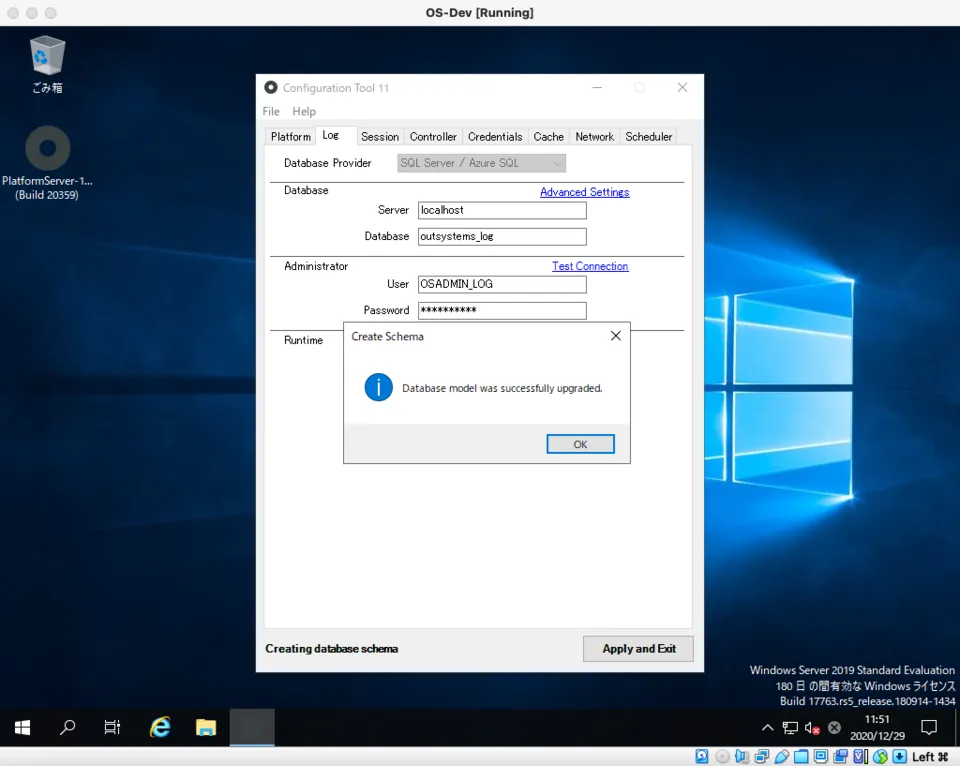 OS-Dev [Running]
ごみ箱
PlatformServer-1...
(Build 20359)
Configuration Tool 11
File Help
Platform Log Session Controller Credentials Cache Network Scheduler
Database Provider SQL Server / Azure SQL
Database Advanced Settings
Server localhost
Database outsystems_log
Administrator Test Connection
User OSADMIN_LOG
Password **********
Runtime
Create Schema
Database model was successfully upgraded.
OK
Creating database schema Apply and Exit
Windows Server 2019 Standard Evaluation
180 日 の間有効な Windows ライセンス
Build 17763.rs5_release.180914-1434
11:51
2020/12/29
Left ⌘